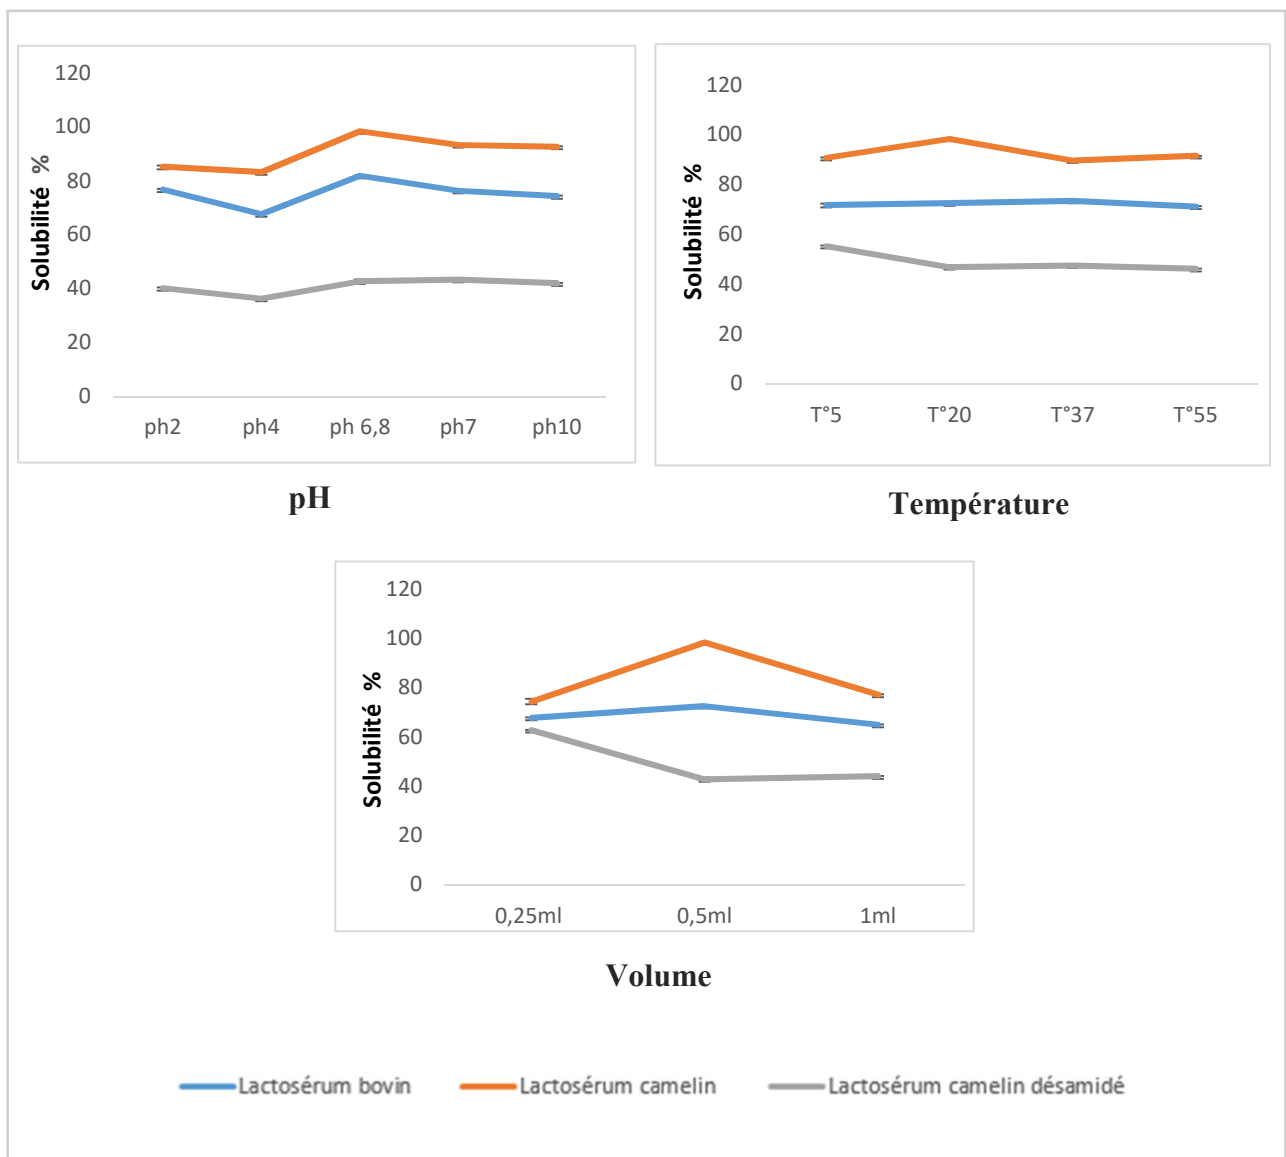 120
100
80
60
40
20
0
Solubilité %
ph2 ph4 ph 6,8 ph7 ph10
pH
120
100
80
60
40
20
0
Solubilité %
T°5 T°20 T°37 T°55
Température
120
100
80
60
40
20
0
Solubilité %
0,25ml 0,5ml 1ml
Volume
Lactosérum bovin Lactosérum camelin Lactosérum camelin désamidé